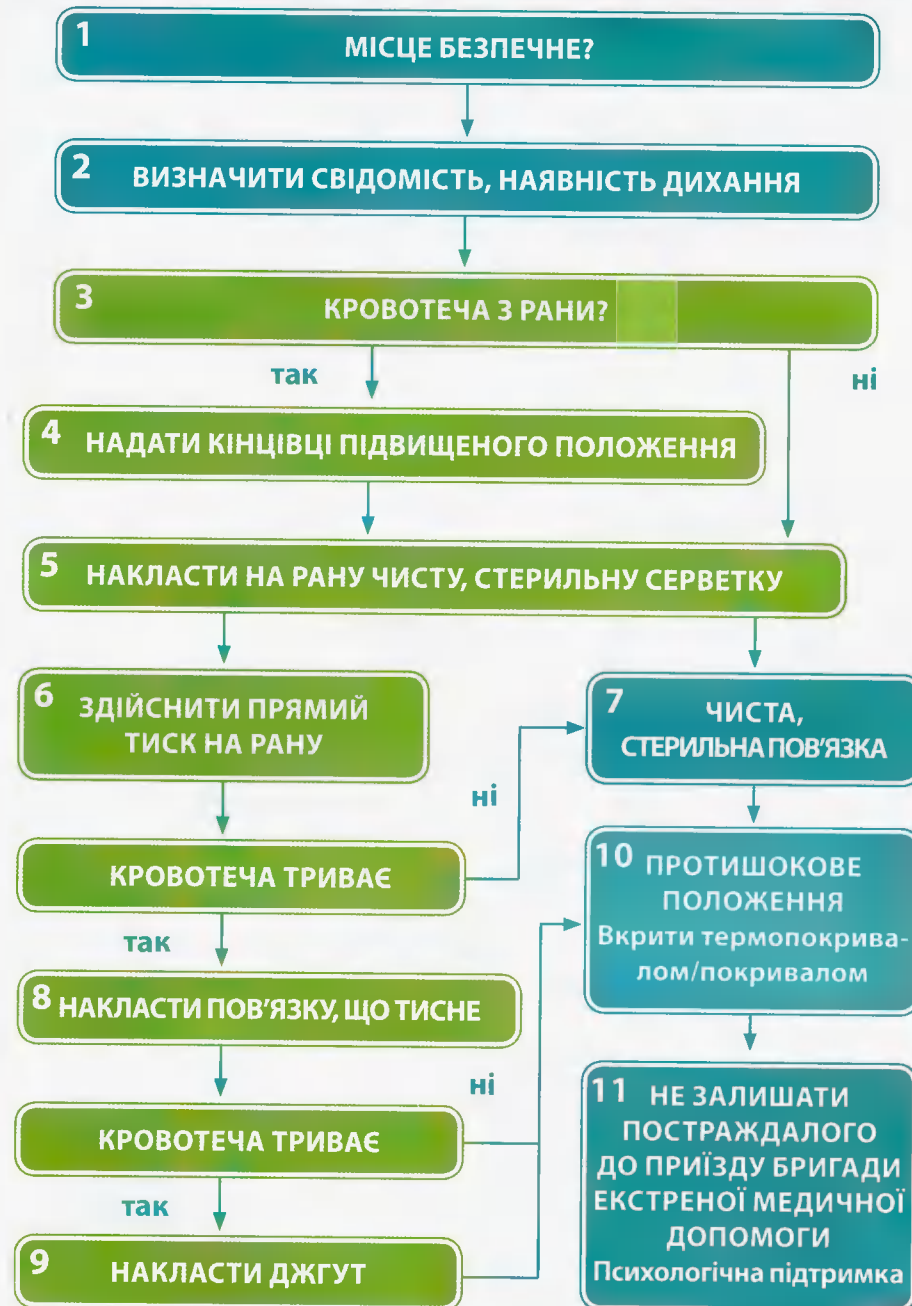 1
МІСЦЕ БЕЗПЕЧНЕ?
2
ВИЗНАЧИТИ СВІДОМІСТЬ, НАЯВНІСТЬ ДИХАННЯ
3
КРОВОТЕЧА З РАНИ?
так
ні
4
НАДАТИ КІНЦІВЦІ ПІДВИЩЕНОГО ПОЛОЖЕННЯ
5
НАКЛАСТИ НА РАНУ ЧИСТУ, СТЕРИЛЬНУ СЕРВЕТКУ
6
ЗДІЙСНИТИ ПРЯМИЙ
ТИСК НА РАНУ
7
ЧИСТА,
СТЕРИЛЬНА ПОВ'ЯЗКА
ні
КРОВОТЕЧА ТРИВАЄ
так
8
НАКЛАСТИ ПОВ'ЯЗКУ, ЩО ТИСНЕ
10
ПРОТИШОКОВЕ
ПОЛОЖЕННЯ
Вкрити термопокрива-
лом/покривалом
ні
КРОВОТЕЧА ТРИВАЄ
так
9
НАКЛАСТИ ДЖГУТ
11
НЕ ЗАЛИШАТИ
ПОСТРАЖДАЛОГО
ДО ПРИЇЗДУ БРИГАДИ
ЕКСТРЕНОЇ МЕДИЧНОЇ
ДОПОМОГИ
Психологічна підтримка